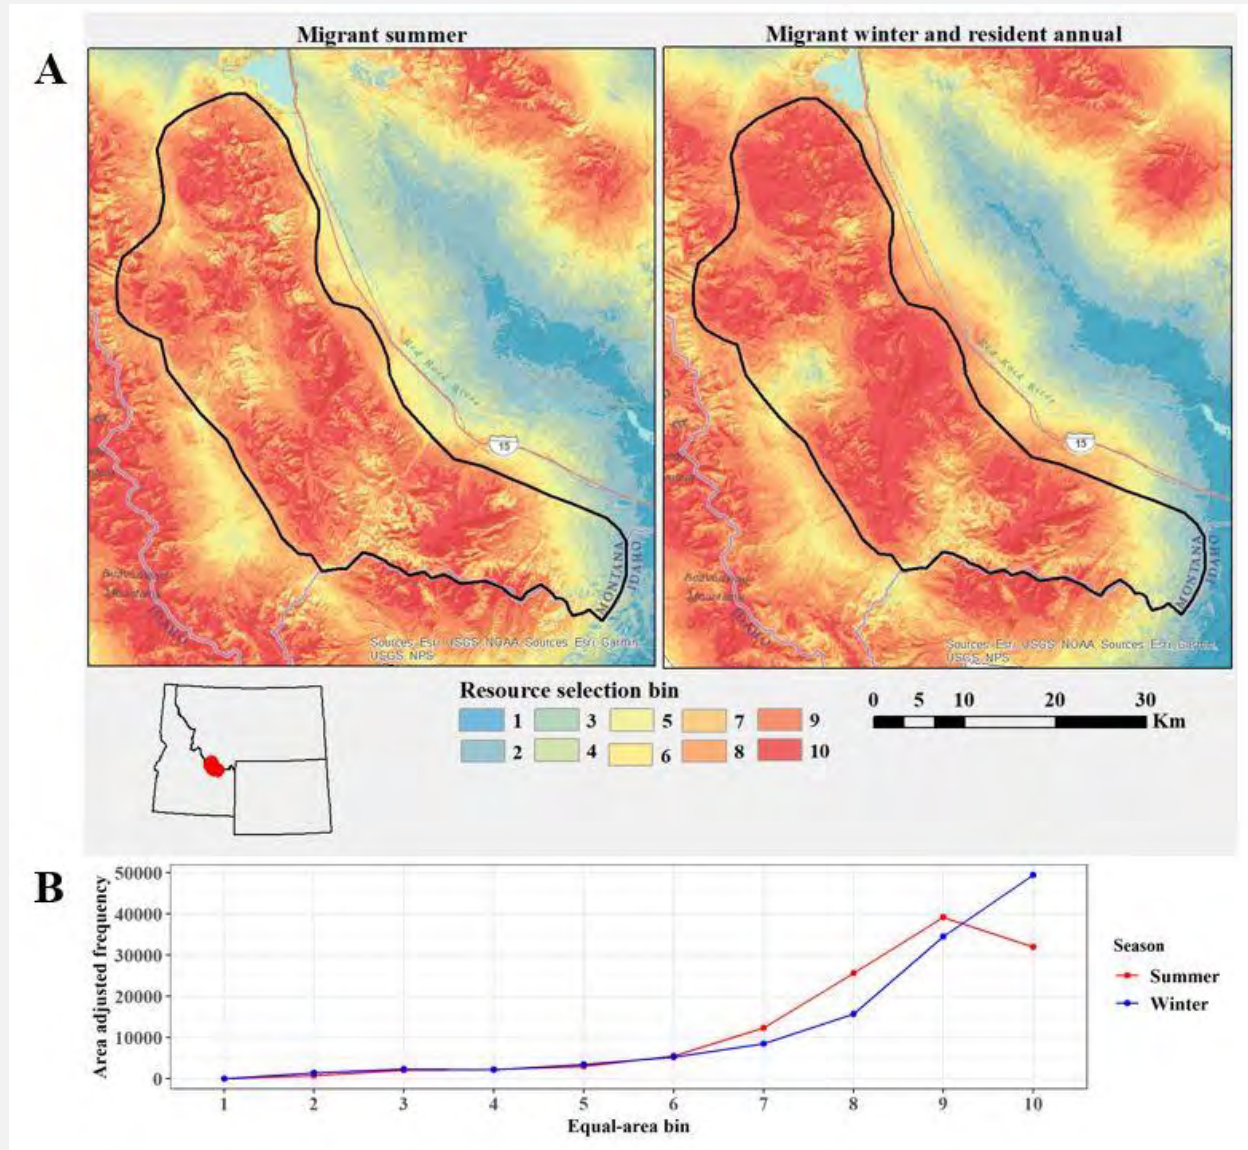 Migrant summer
Migrant winter and resident annual
A
Red Rock River
Red Rock River
15
15
MONTANA
IDAHO
MONTANA
IDAHO
Mountains
Mountains
IDAHO
IDAHO
Sources: Esri, USGS, NOAA, Sources: Esri, Garmin,
USGS, NPS
Sources: Esri, USGS, NOAA, Sources: Esri, Garmin,
USGS, NPS
Resource selection bin
1
3
5
7
9
2
4
6
8
10
0 5 10 20 30
Km
B
Area adjusted frequency
50000
40000
30000
20000
10000
0
1 2 3 4 5 6 7 8 9 10
Equal-area bin
Season
Summer
Winter